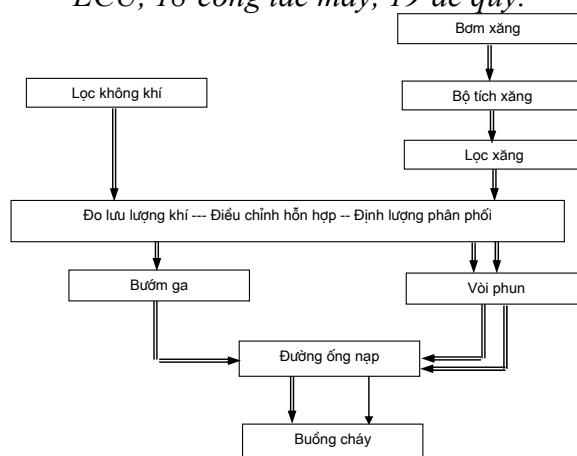 ECU; 18-công tắc máy; 19-ắc quy.
Bơm xăng
Lọc không khí
Bộ tích xăng
Lọc xăng
Đo lưu lượng khí --- Điều chỉnh hỗn hợp -- Định lượng phân phối
Bướm ga
Vòi phun
Đường ống nạp
Buồng cháy